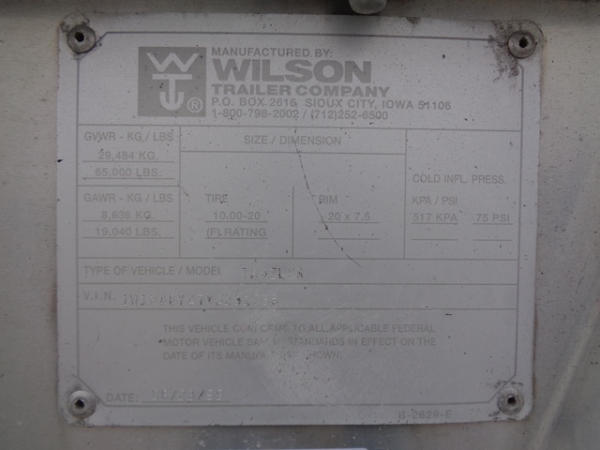 MANUFACTURED BY:
WILSON
TRAILER COMPANY
P.O. BOX 2616 SIOUX CITY, IOWA 51106
1-800-798-2002 / (712)252-6500
GVWR - KG / LBS
29,484 KG.
65,000 LBS.
SIZE / DIMENSION
GAWR - KG / LBS
8,636 KG.
19,040 LBS.
TIRE
10.00-20
(F) RATING
RIM
20 x 7.5
COLD INFL. PRESS.
KPA / PSI
517 KPA 75 PSI
TYPE OF VEHICLE / MODEL
V.I.N.
THIS VEHICLE CONFORMS TO ALL APPLICABLE FEDERAL
MOTOR VEHICLE SAFETY STANDARDS IN EFFECT ON THE
DATE OF ITS MANUFACTURE SHOWN.
DATE: